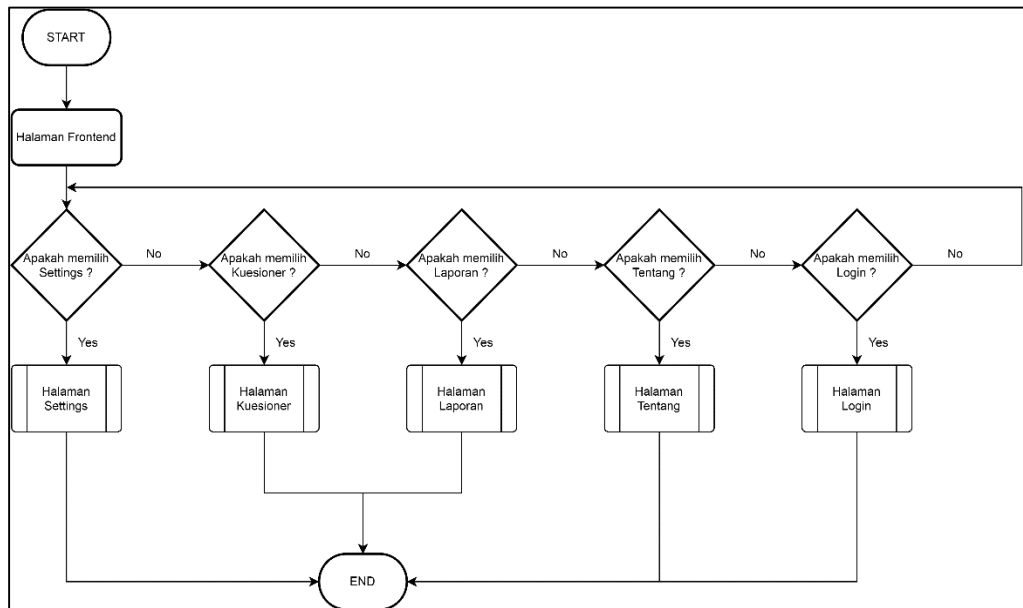 START
Halaman Frontend
Apakah memilih
Settings ?
No
Apakah memilih
Kuesioner ?
No
Apakah memilih
Laporan ?
No
Apakah memilih
Tentang ?
No
Apakah memilih
Login ?
No
Yes
Yes
Yes
Yes
Yes
Halaman
Settings
Halaman
Kuesioner
Halaman
Laporan
Halaman
Tentang
Halaman
Login
END